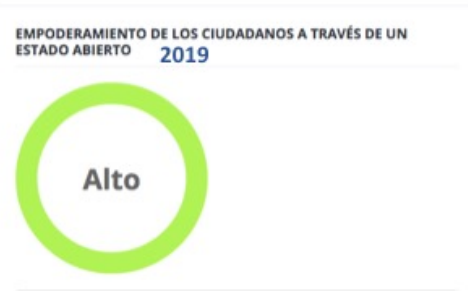 EMPODERAMIENTO DE LOS CIUDADANOS A TRAVÉS DE UN
ESTADO ABIERTO 2019
Alto